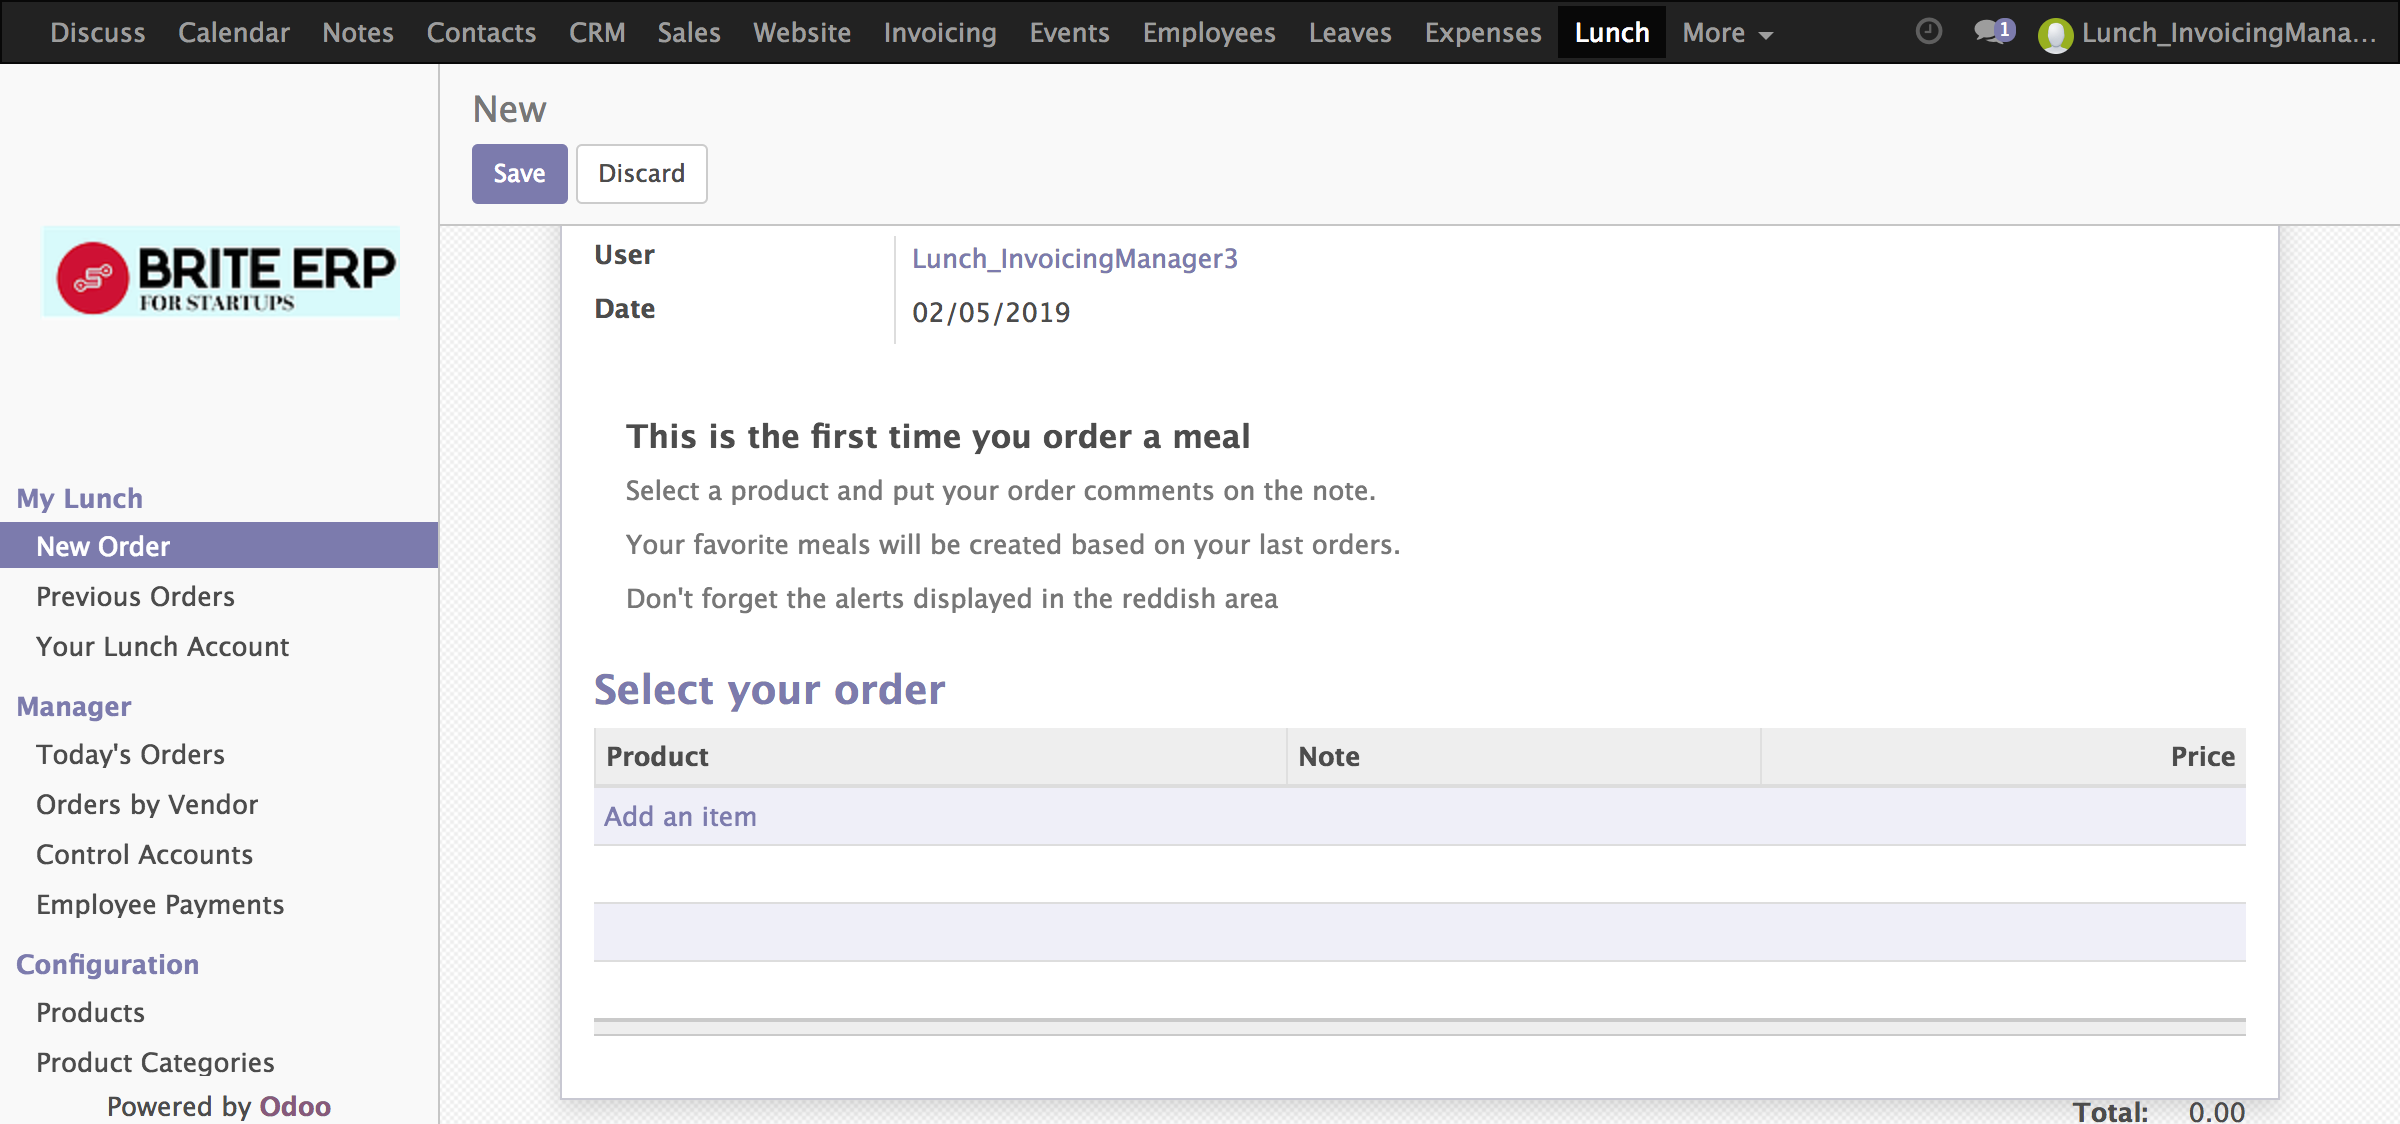 Discuss Calendar Notes Contacts CRM Sales Website Invoicing Events Employees Leaves Expenses Lunch More 1 Lunch_InvoicingMana...
New
Save Discard
BRITE ERP
FOR STARTUPS
My Lunch
New Order
Previous Orders
Your Lunch Account
Manager
Today's Orders
Orders by Vendor
Control Accounts
Employee Payments
Configuration
Products
Product Categories
Powered by Odoo
User Lunch_InvoicingManager3
Date 02/05/2019
This is the first time you order a meal
Select a product and put your order comments on the note.
Your favorite meals will be created based on your last orders.
Don't forget the alerts displayed in the reddish area
Select your order
Product Note Price
Add an item
Total: 0.00